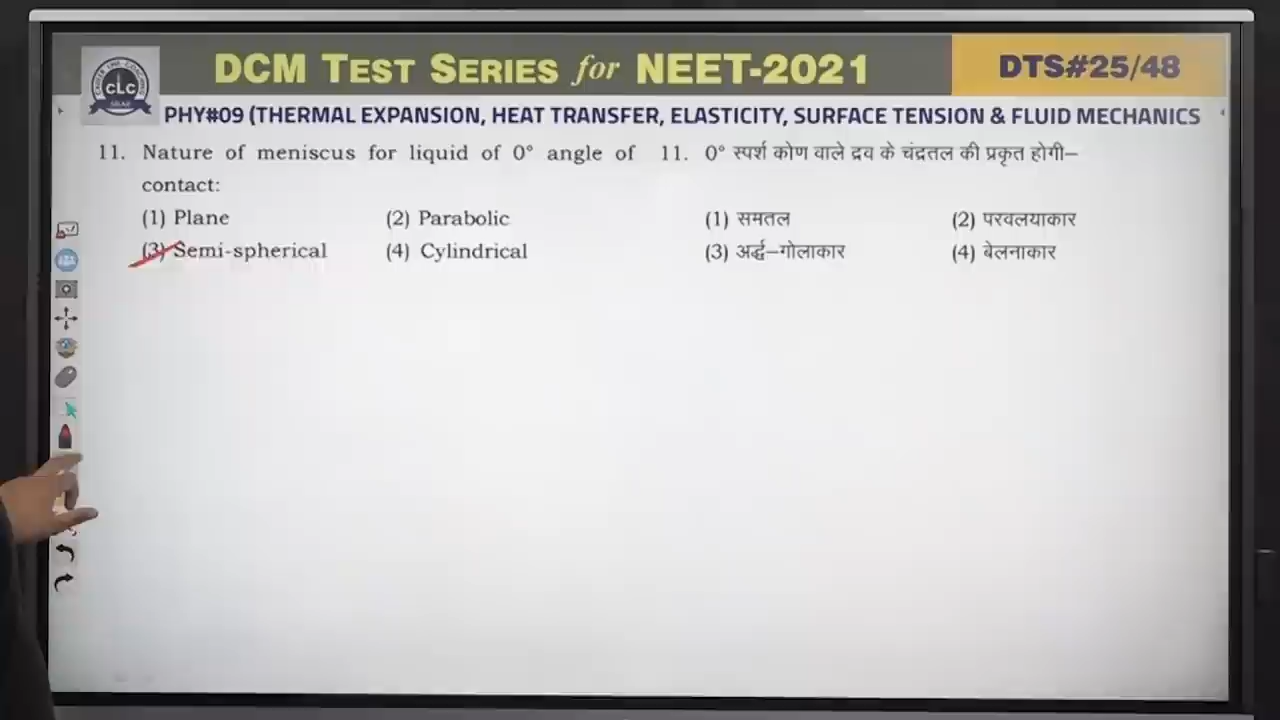 DCM TEST SERIES for NEET-2021
DTS#25/48
CLC
PHY#09 (THERMAL EXPANSION, HEAT TRANSFER, ELASTICITY, SURFACE TENSION & FLUID MECHANICS
11. Nature of meniscus for liquid of 0° angle of
contact:
(1) Plane (2) Parabolic
(3) Semi-spherical (4) Cylindrical
11. 0° स्पर्श कोण वाले द्रव के चंद्रतल की प्रकृत होगी–
(1) समतल (2) परवलयाकार
(3) अर्द्ध–गोलाकार (4) बेलनाकार